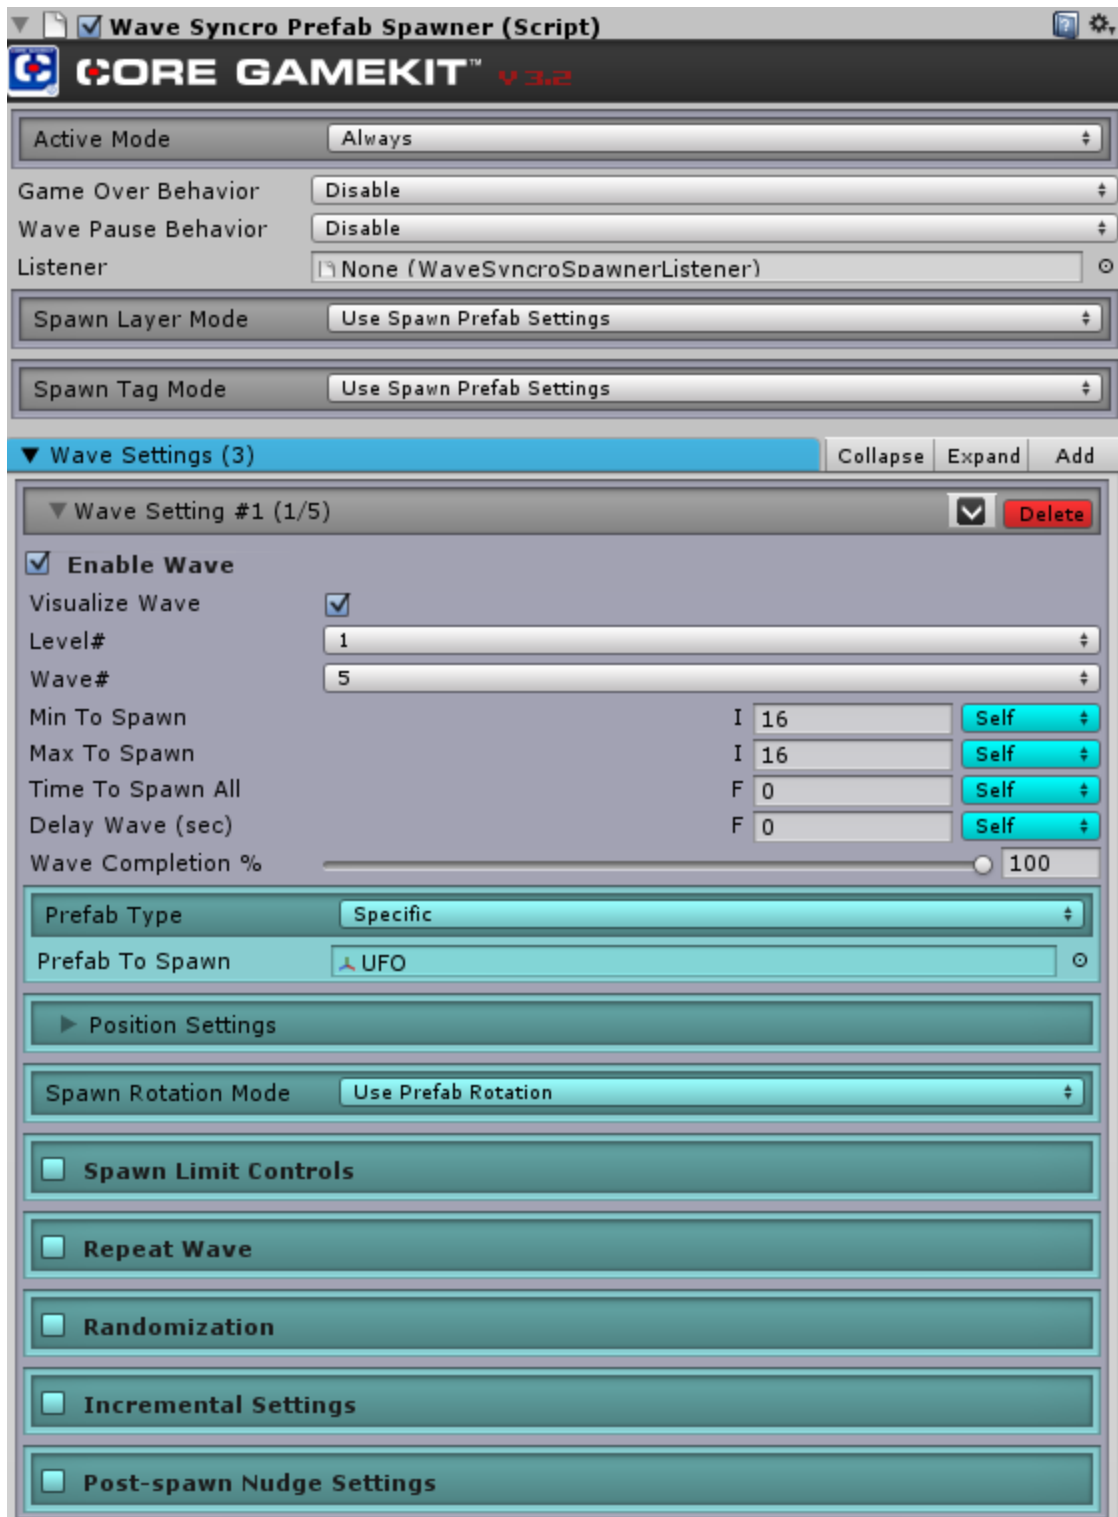 Wave Syncro Prefab Spawner (Script)
CORE GAMEKIT™ V 3.2
Active Mode Always
Game Over Behavior Disable
Wave Pause Behavior Disable
Listener None (WaveSyncroSpawnerListener)
Spawn Layer Mode Use Spawn Prefab Settings
Spawn Tag Mode Use Spawn Prefab Settings
Wave Settings (3) Collapse Expand Add
Wave Setting #1 (1/5) Delete
Enable Wave
Visualize Wave
Level# 1
Wave# 5
Min To Spawn I 16 Self
Max To Spawn I 16 Self
Time To Spawn All F 0 Self
Delay Wave (sec) F 0 Self
Wave Completion % 100
Prefab Type Specific
Prefab To Spawn UFO
Position Settings
Spawn Rotation Mode Use Prefab Rotation
Spawn Limit Controls
Repeat Wave
Randomization
Incremental Settings
Post-spawn Nudge Settings